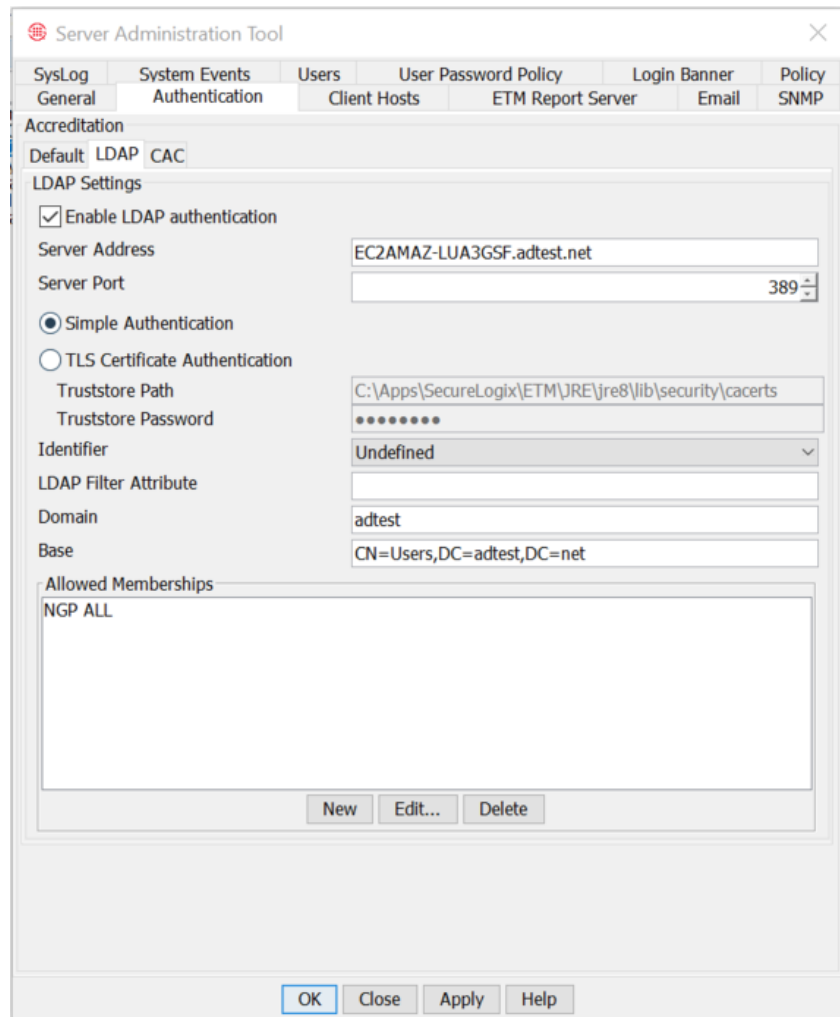 Server Administration Tool
SysLog System Events Users User Password Policy Login Banner Policy
General Authentication Client Hosts ETM Report Server Email SNMP
Accreditation
Default LDAP CAC
LDAP Settings
Enable LDAP authentication
Server Address EC2AMAZ-LUA3GSF.adtest.net
Server Port 389
Simple Authentication
TLS Certificate Authentication
Truststore Path C:\Apps\SecureLogix\ETM\JRE\jre8\lib\security\cacerts
Truststore Password ●●●●●●●●
Identifier Undefined
LDAP Filter Attribute
Domain adtest
Base CN=Users,DC=adtest,DC=net
Allowed Memberships
NGP ALL
New Edit... Delete
OK Close Apply Help